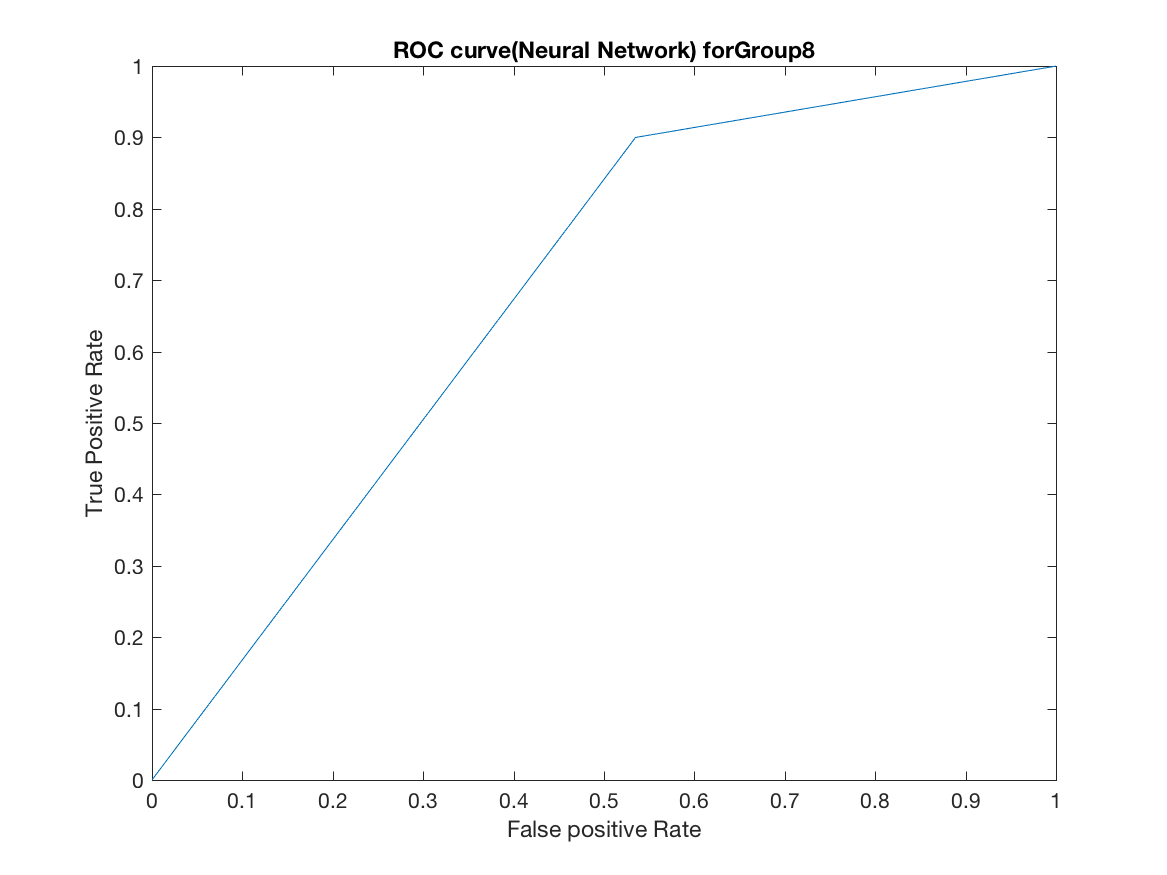 ROC curve(Neural Network) forGroup8
1
0.9
0.8
0.7
0.6
0.5
0.4
0.3
0.2
0.1
0
True Positive Rate
0 0.1 0.2 0.3 0.4 0.5 0.6 0.7 0.8 0.9 1
False positive Rate